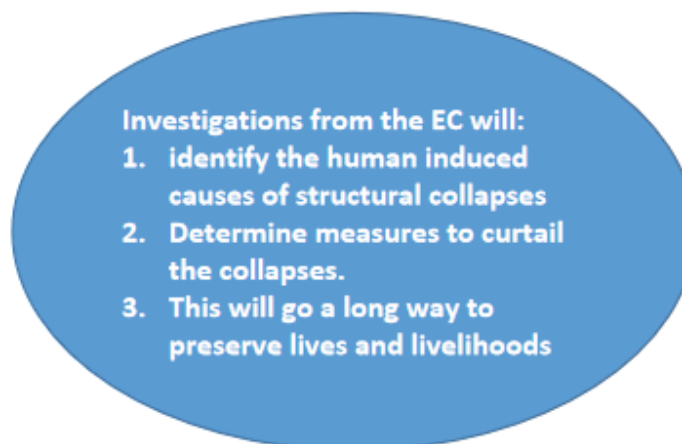 Investigations from the EC will:
1. identify the human induced
causes of structural collapses
2. Determine measures to curtail
the collapses.
3. This will go a long way to
preserve lives and livelihoods